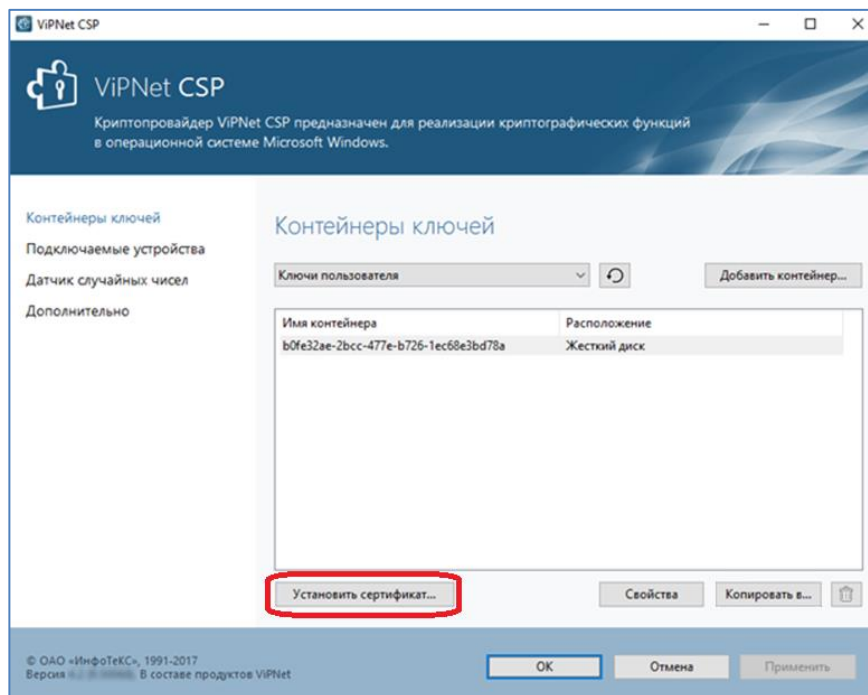 ViPNet CSP
ViPNet CSP
Криптопровайдер ViPNet CSP предназначен для реализации криптографических функций
в операционной системе Microsoft Windows.
Контейнеры ключей
Подключаемые устройства
Датчик случайных чисел
Дополнительно
Контейнеры ключей
Ключи пользователя
Добавить контейнер...
Имя контейнера Расположение
b0fe32ae-2bcc-477e-b726-1ec68e3bd78a Жесткий диск
Установить сертификат... Свойства Копировать в...
© ОАО «ИнфоТеКС», 1991-2017
Версия В составе продуктов ViPNet
OK Отмена Применить